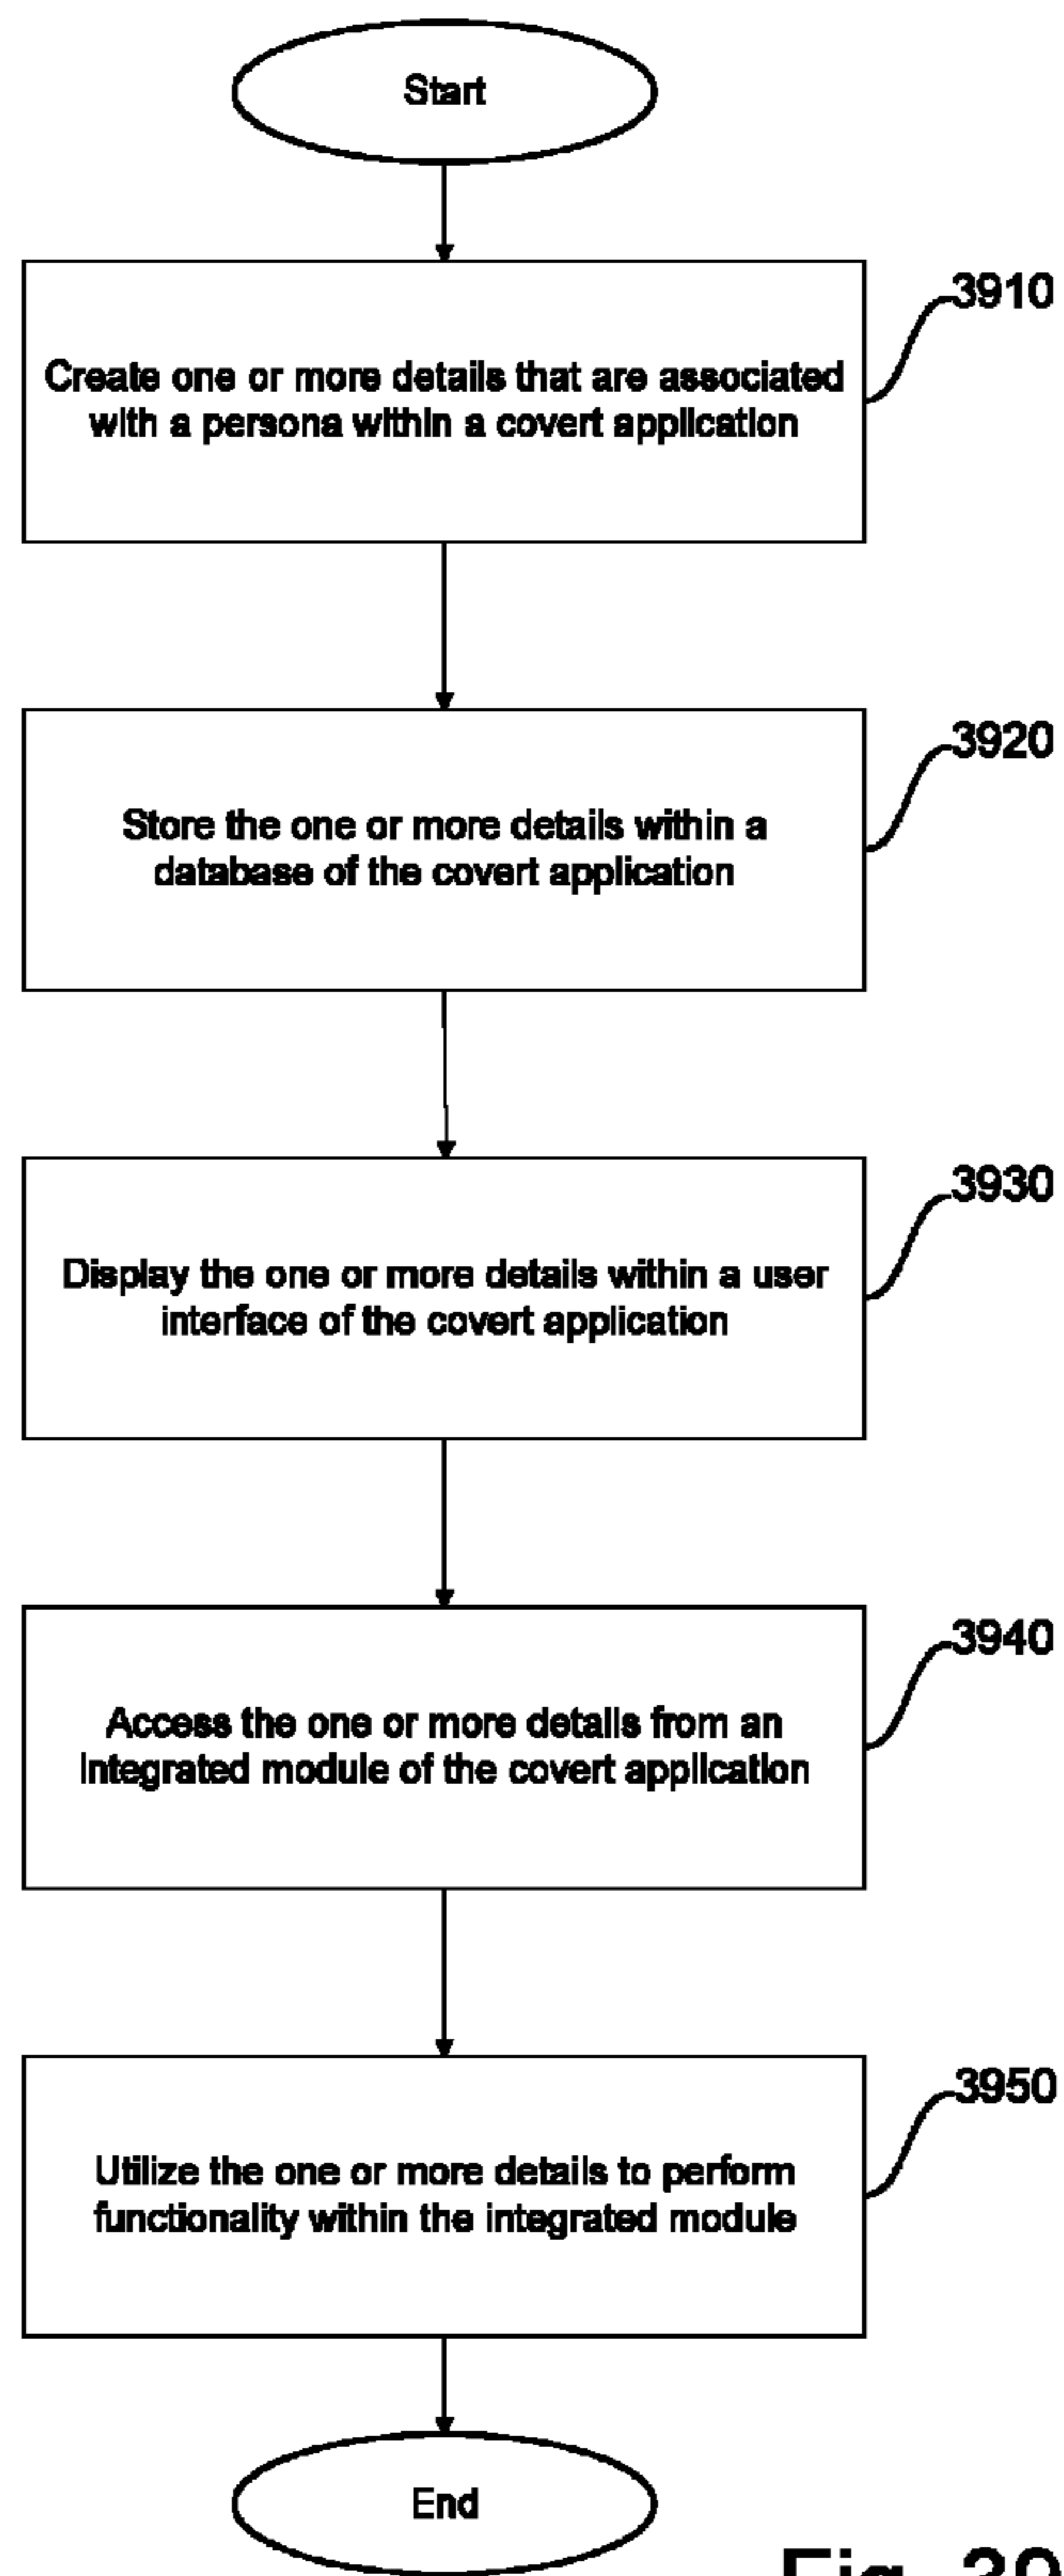 Start
3910
Create one or more details that are associated
with a persona within a covert application
3920
Store the one or more details within a
database of the covert application
3930
Display the one or more details within a user
interface of the covert application
3940
Access the one or more details from an
integrated module of the covert application
3950
Utilize the one or more details to perform
functionality within the integrated module
End
Fig. 39